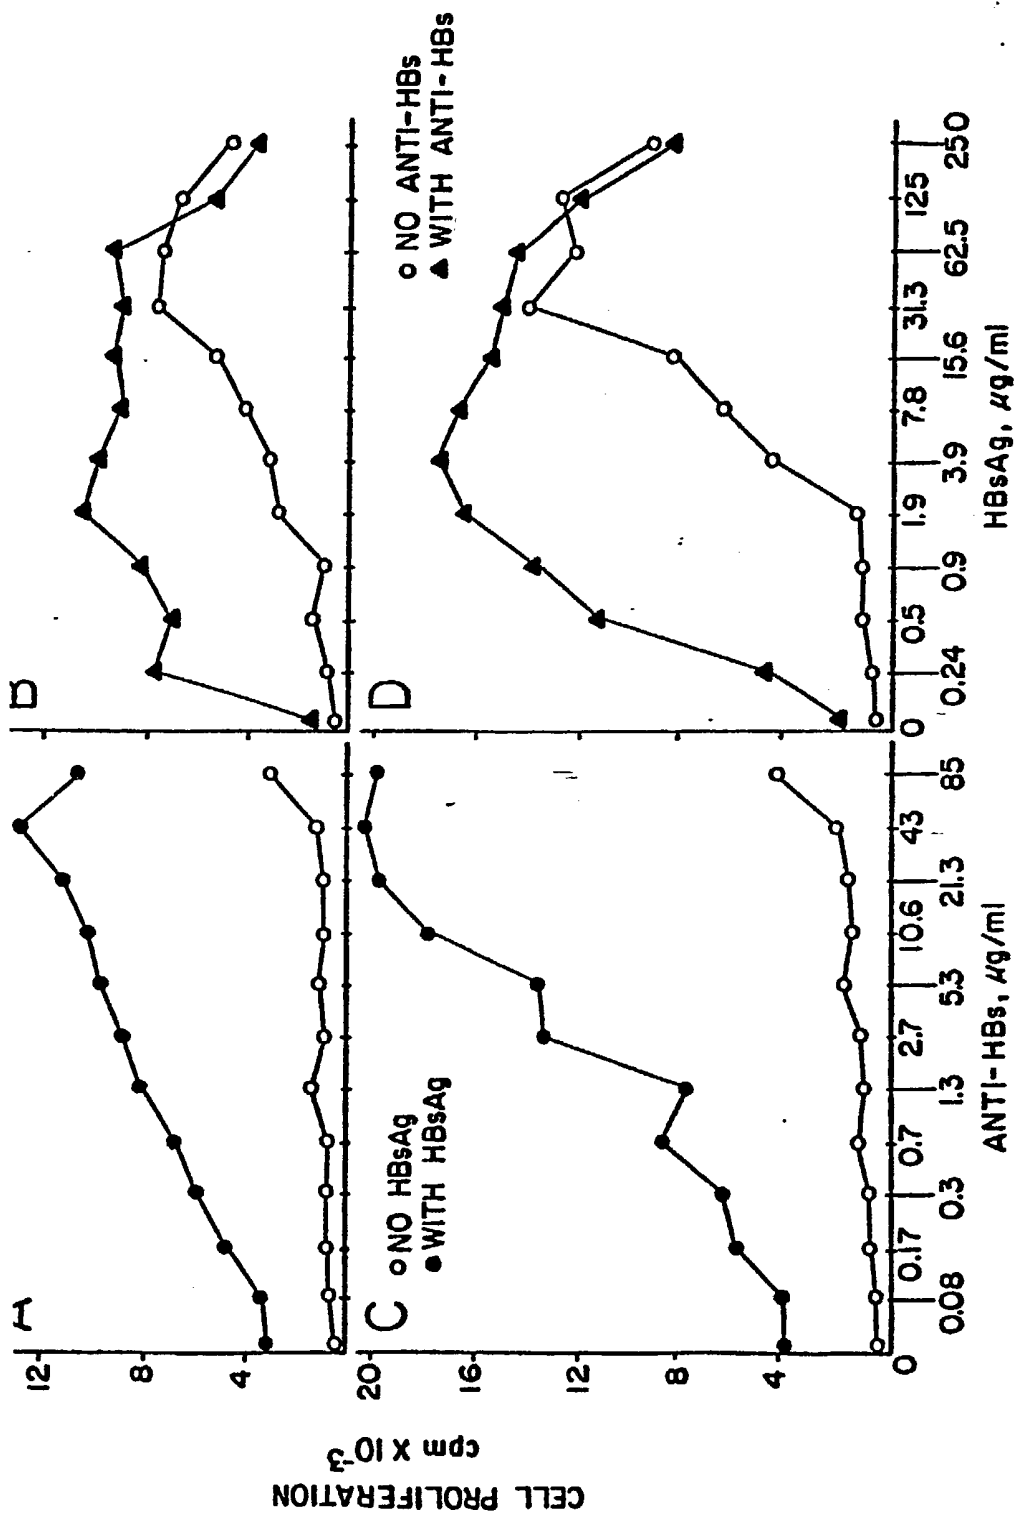 CELL PROLIFERATION
cpm X 10-3
A
12
8
4
B
C
○ NO HBsAg
● WITH HBsAg
20
16
12
8
4
0 0.08 0.17 0.3 0.7 1.3 2.7 5.3 10.6 21.3 43 85
ANTI-HBs, μg/ml
D
○ NO ANTI-HBs
▲ WITH ANTI-HBs
0 0.24 0.5 0.9 1.9 3.9 7.8 15.6 31.3 62.5 125 250
HBsAg, μg/ml